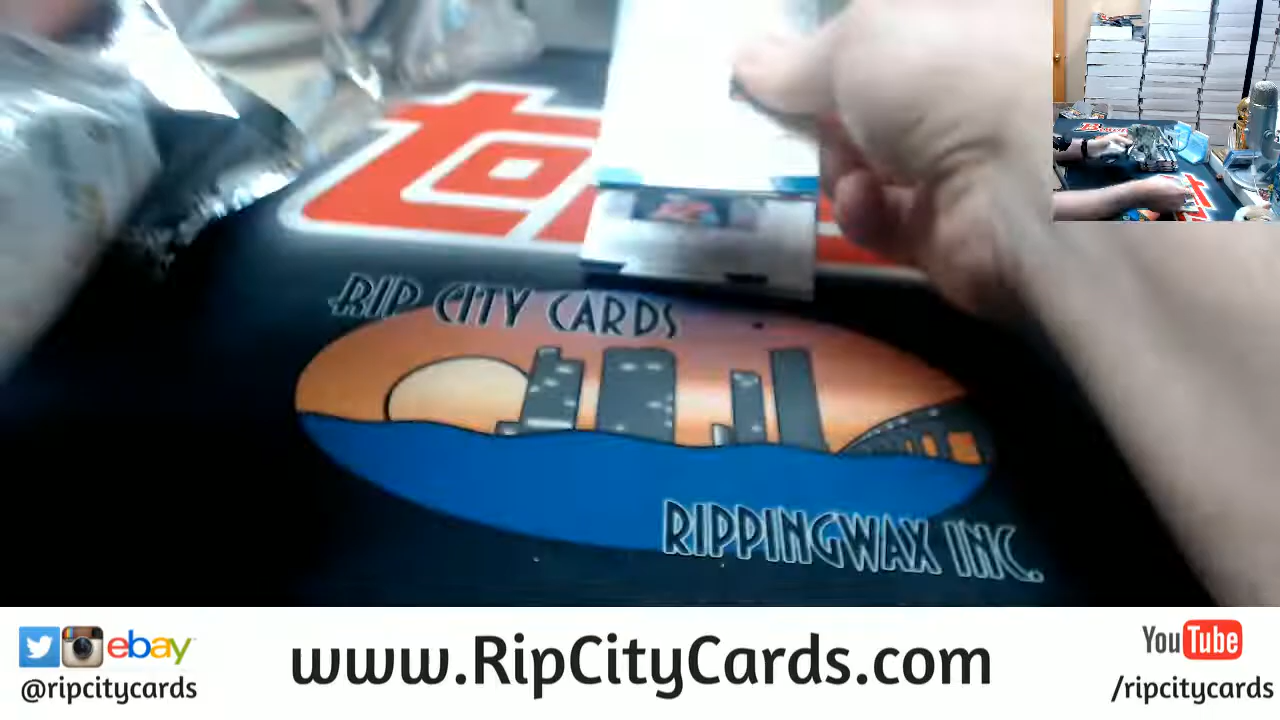 RIP CITY CARDS
RIPPINGWAX INC.
ebay
@ripcitycards
www.RipCityCards.com
YouTube
/ripcitycards